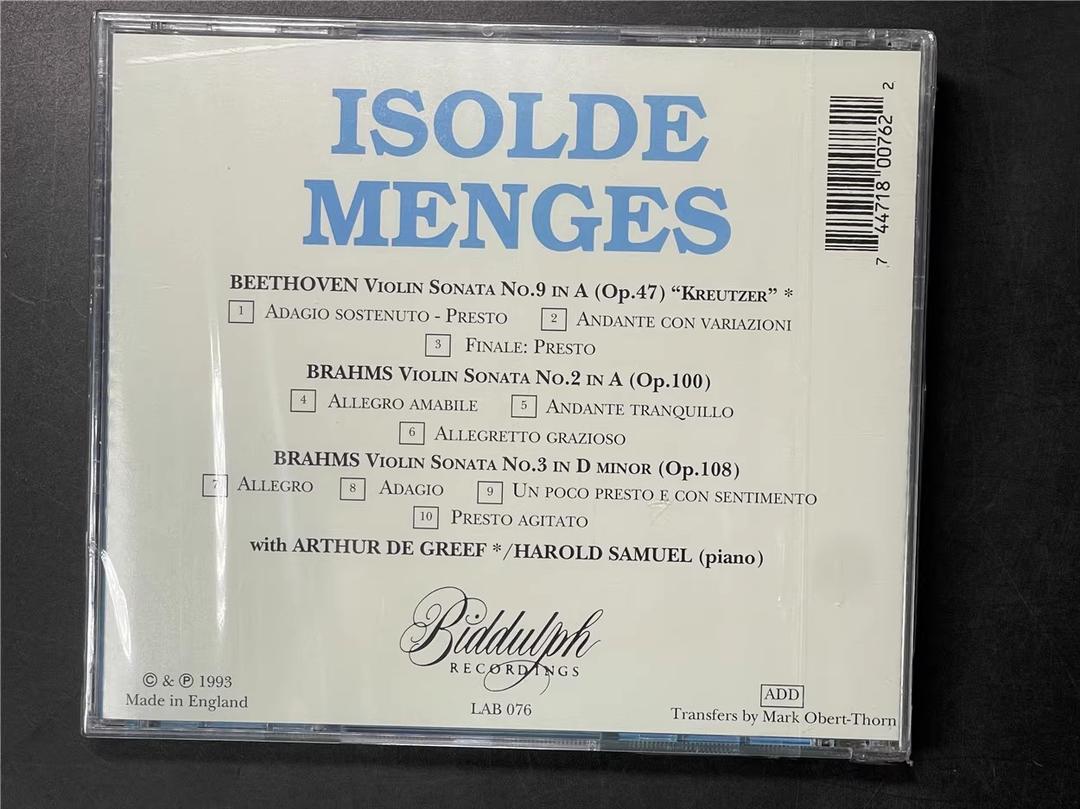 ISOLDE
MENGES
BEETHOVEN VIOLIN SONATA NO.9 IN A (Op.47) “KREUTZER” *
1 ADAGIO SOSTENUTO - PRESTO 2 ANDANTE CON VARIAZIONI
3 FINALE: PRESTO
BRAHMS VIOLIN SONATA NO.2 IN A (Op.100)
4 ALLEGRO AMABILE 5 ANDANTE TRANQUILLO
6 ALLEGRETTO GRAZIOSO
BRAHMS VIOLIN SONATA NO.3 IN D MINOR (Op.108)
7 ALLEGRO 8 ADAGIO 9 UN POCO PRESTO E CON SENTIMENTO
10 PRESTO AGITATO
with ARTHUR DE GREEF */HAROLD SAMUEL (piano)
Biddulph
RECORDINGS
LAB 076
© & ℗ 1993
Made in England
ADD
Transfers by Mark Obert-Thorn
7 44718 00762 2